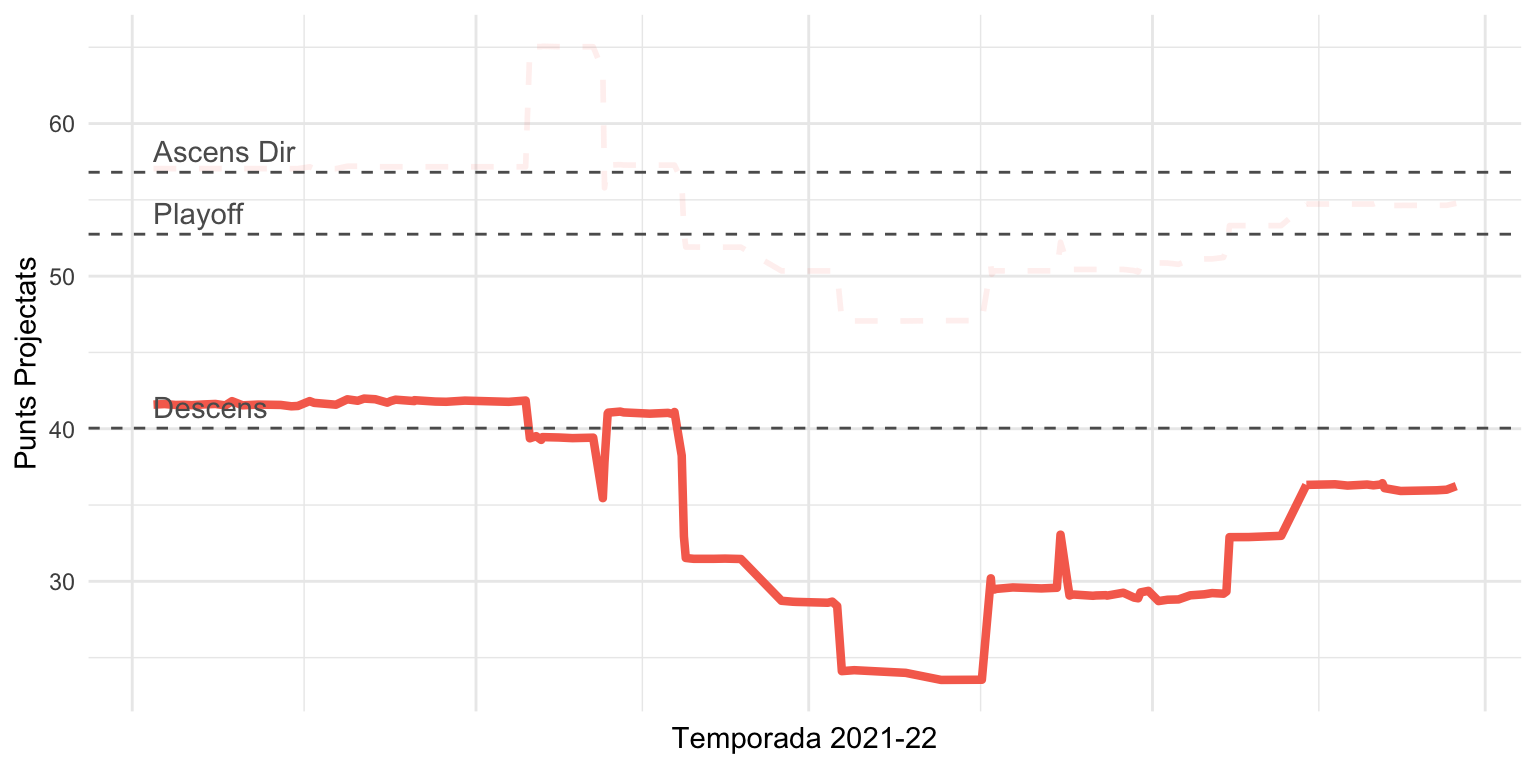 60
50
40
30
Ascens Dir
Playoff
Descens
Punts Projectats
Temporada 2021-22